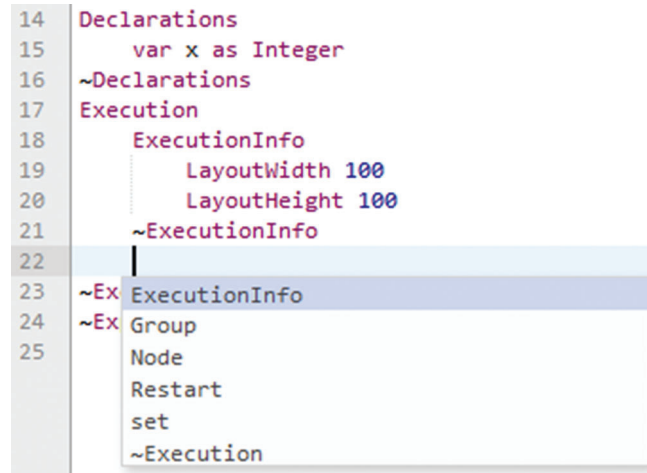 14 Declarations
15     var x as Integer
16 ~Declarations
17 Execution
18     ExecutionInfo
19         LayoutWidth 100
20         LayoutHeight 100
21     ~ExecutionInfo
22
23 ~Ex
24 ~Ex
25
ExecutionInfo
Group
Node
Restart
set
~Execution